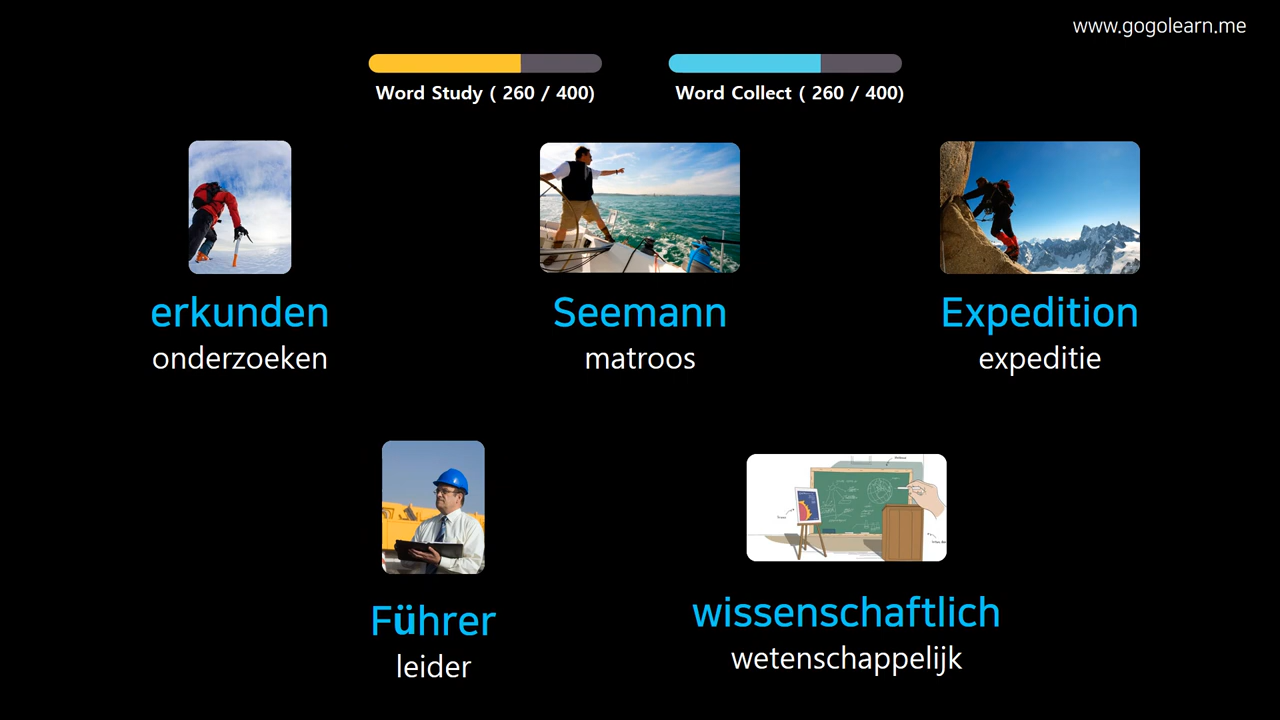 www.gogolearn.me
Word Study ( 260 / 400)
Word Collect ( 260 / 400)
erkunden
onderzoeken
Seemann
matroos
Expedition
expeditie
Führer
leider
wissenschaftlich
wetenschappelijk